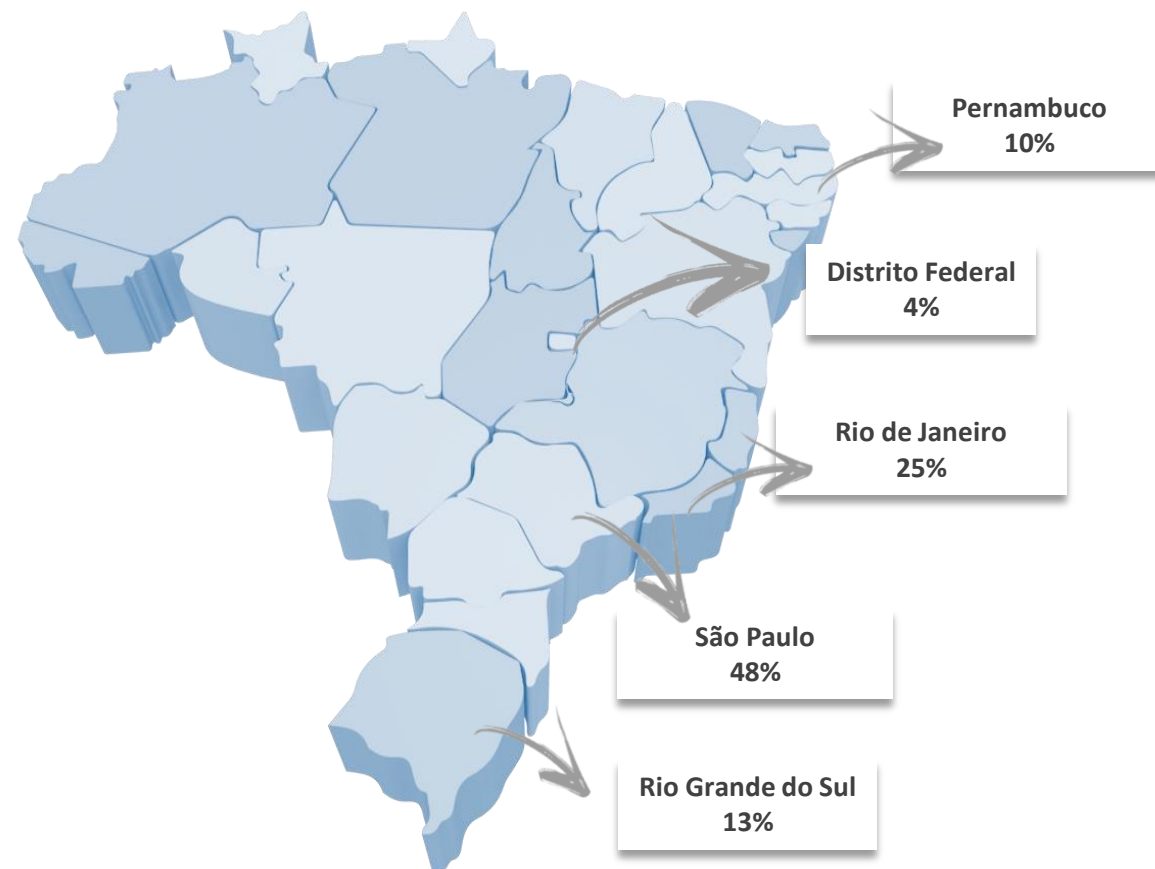 Pernambuco
10%
Distrito Federal
4%
Rio de Janeiro
25%
São Paulo
48%
Rio Grande do Sul
13%